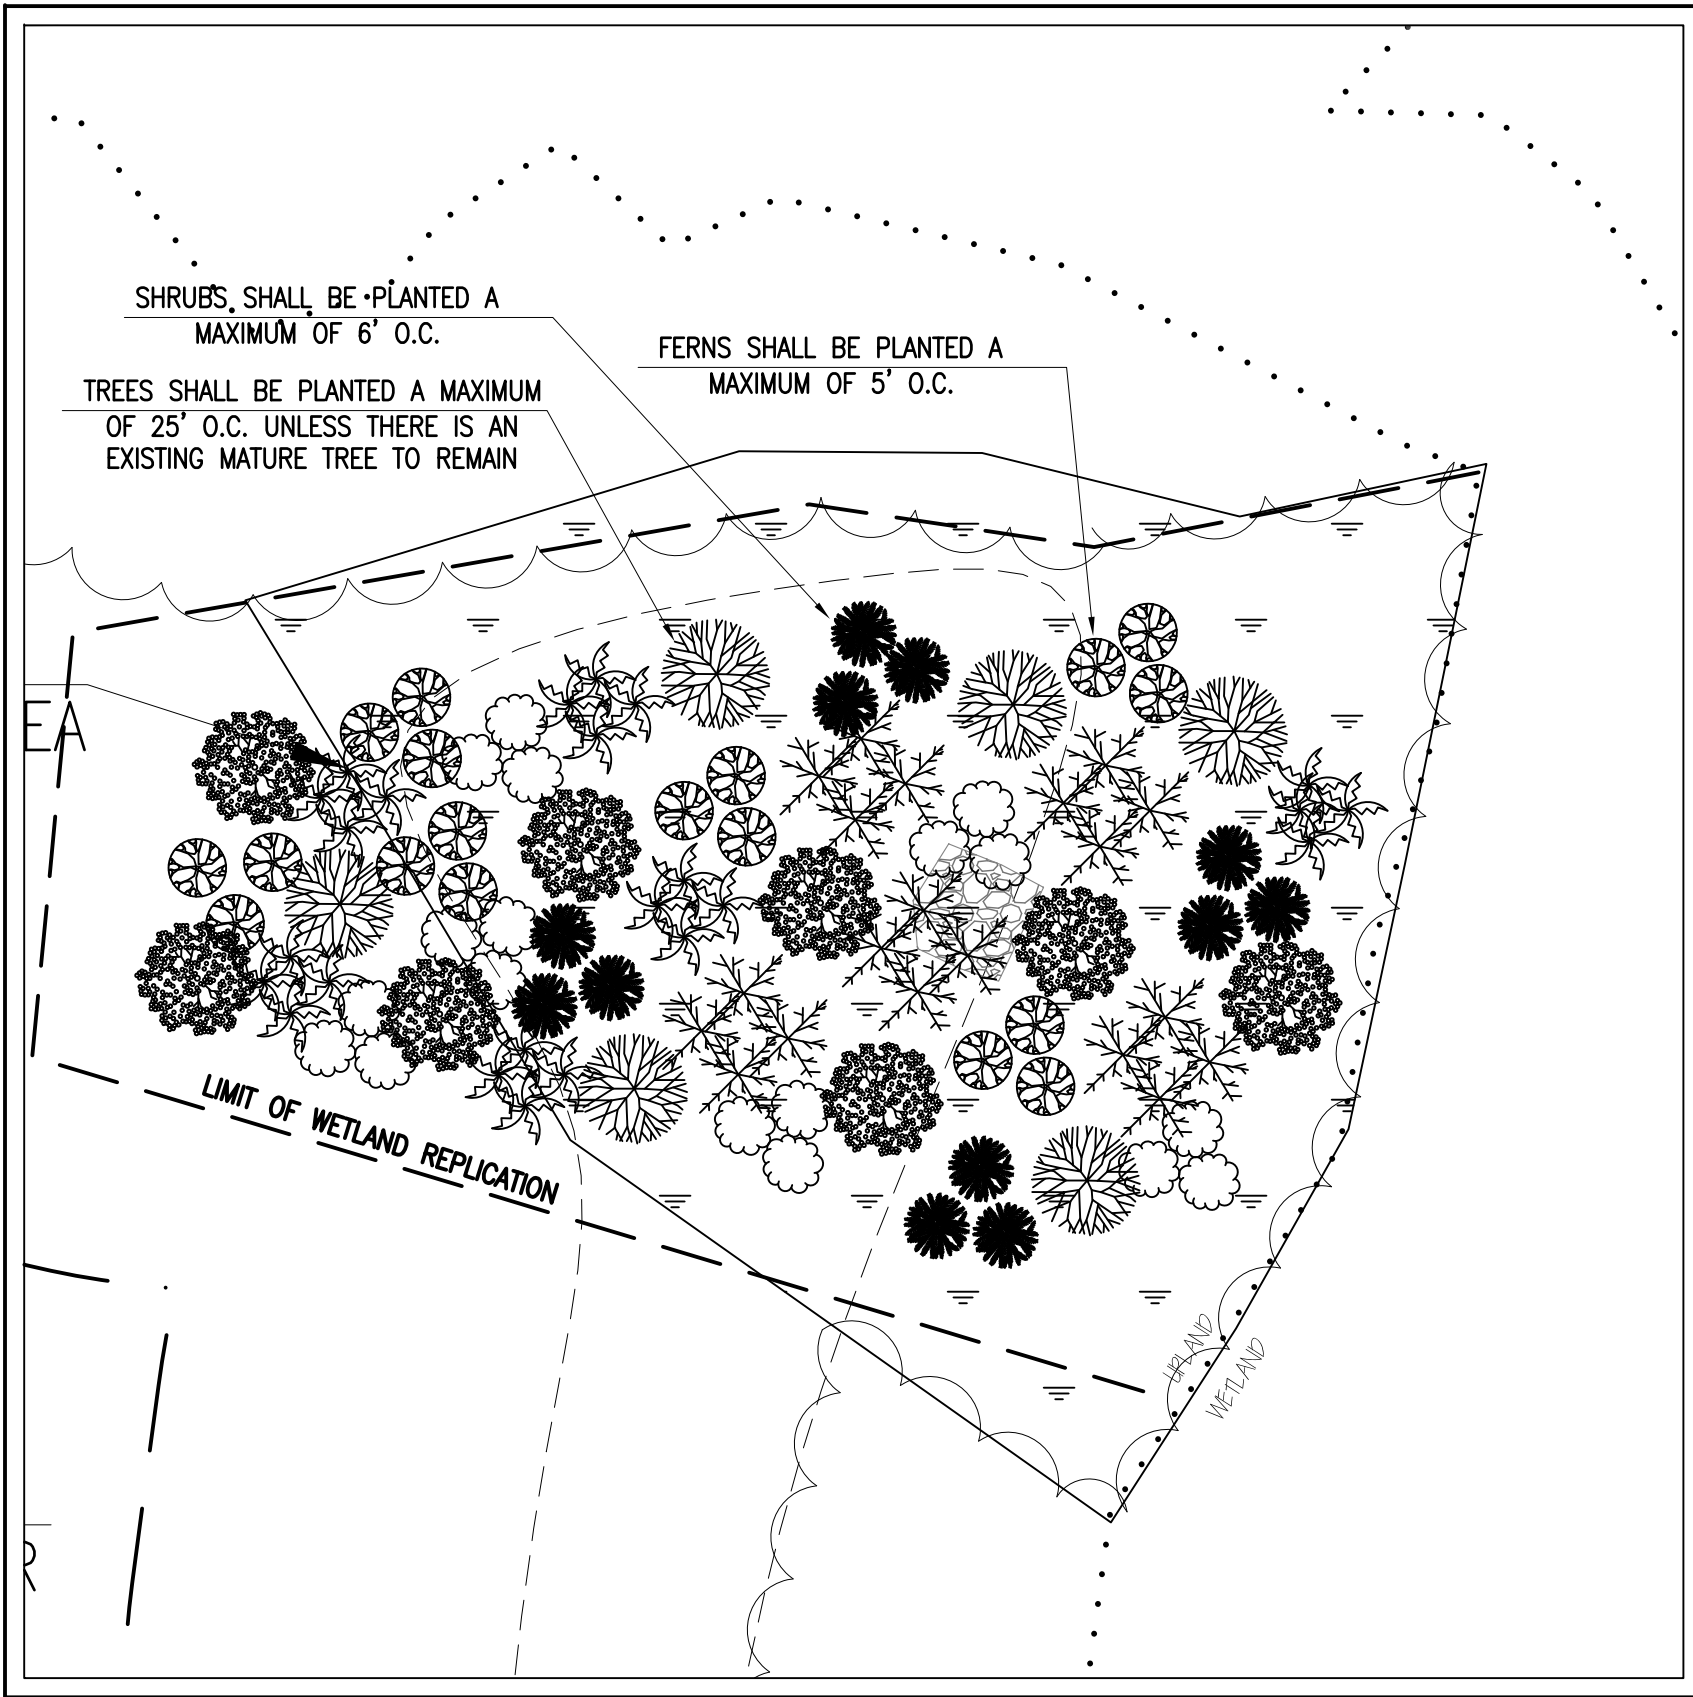 SHRUBS SHALL BE PLANTED A
MAXIMUM OF 6' O.C.
FERNS SHALL BE PLANTED A
MAXIMUM OF 5' O.C.
TREES SHALL BE PLANTED A MAXIMUM
OF 25' O.C. UNLESS THERE IS AN
EXISTING MATURE TREE TO REMAIN
EA
LIMIT OF WETLAND REPLICATION
UPLAND
WETLAND
R